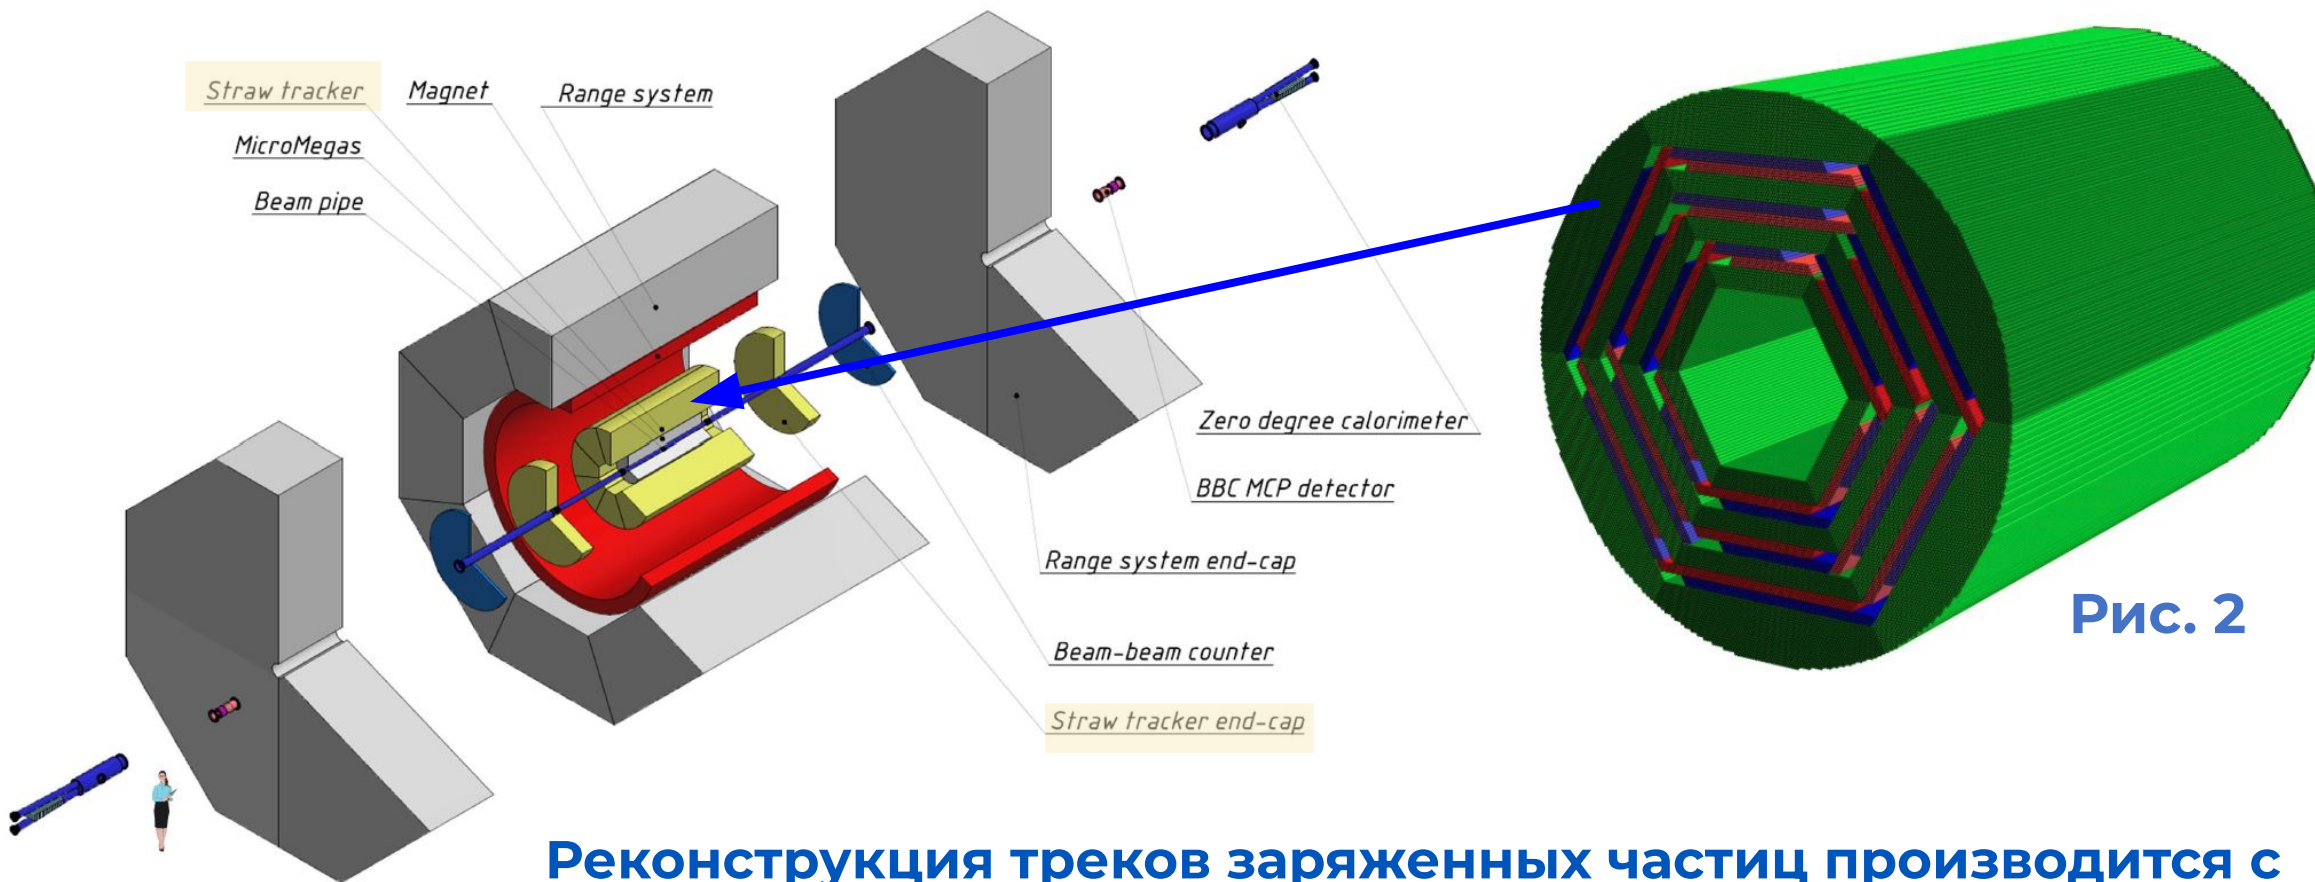 Straw tracker
Magnet
Range system
MicroMegas
Beam pipe
Zero degree calorimeter
BBC MCP detector
Range system end-cap
Beam-beam counter
Straw tracker end-cap
Рис. 2
Реконструкция треков заряженных частиц производится с